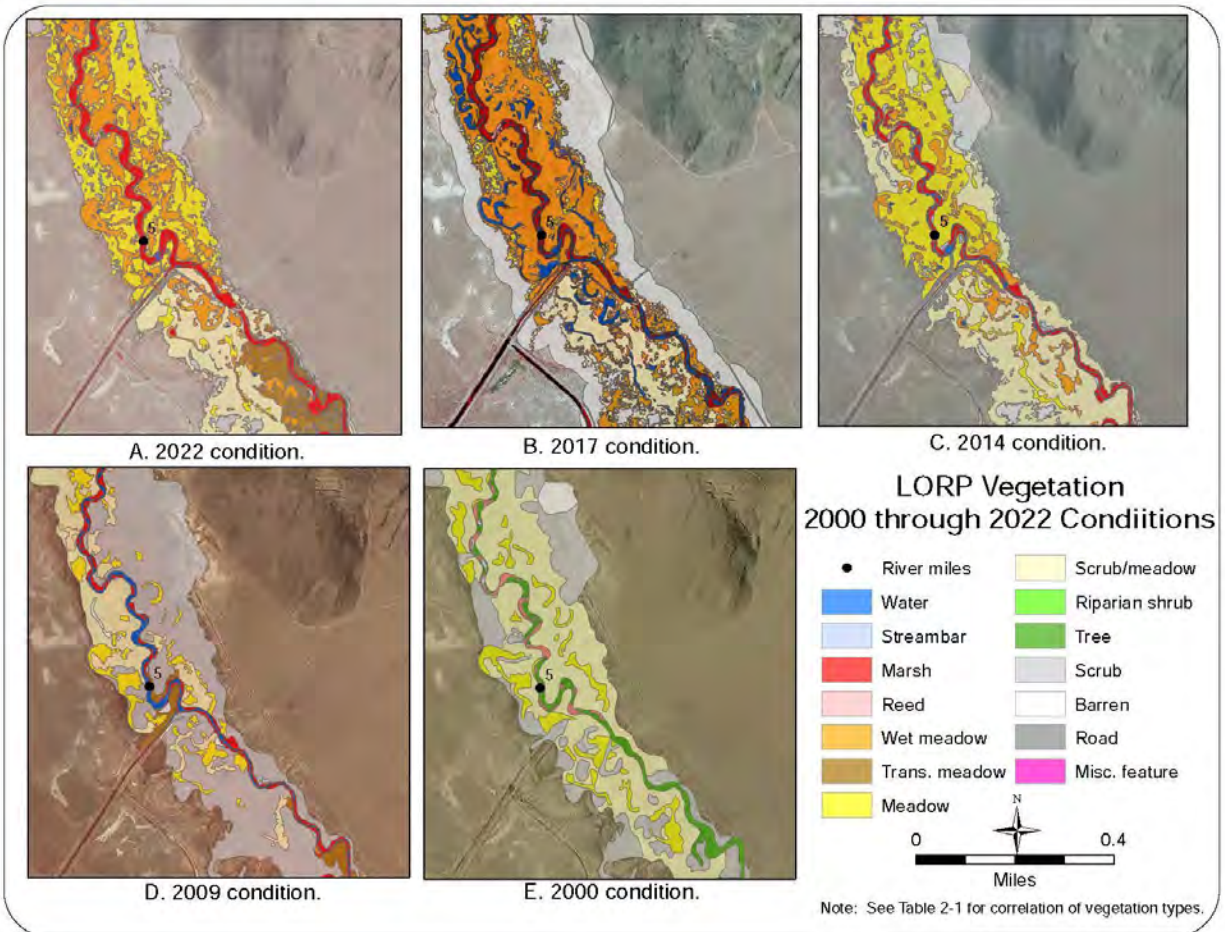 5
5
5
A. 2022 condition.
B. 2017 condition.
C. 2014 condition.
5
5
D. 2009 condition.
E. 2000 condition.
LORP Vegetation
2000 through 2022 Condiitions
River miles
Water
Streambar
Marsh
Reed
Wet meadow
Trans. meadow
Meadow
Scrub/meadow
Riparian shrub
Tree
Scrub
Barren
Road
Misc. feature
N
0 0.4
Miles
Note: See Table 2-1 for correlation of vegetation types.